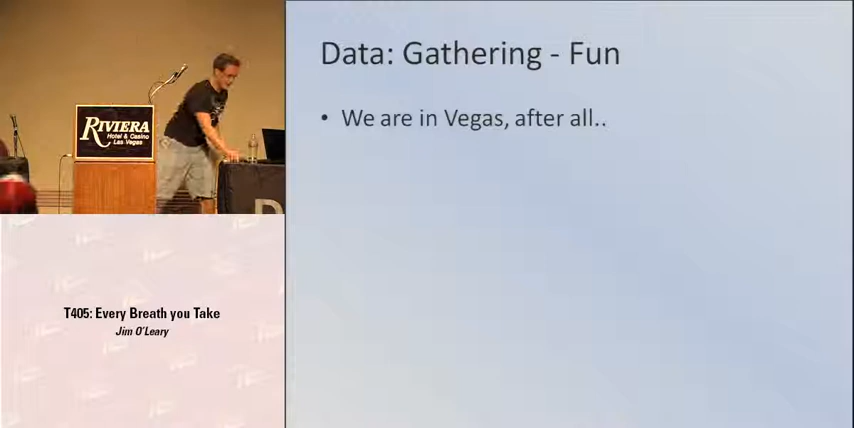 Data: Gathering - Fun
• We are in Vegas, after all..
RIVIERA
Hotel & Casino
Las Vegas
D
T405: Every Breath you Take
Jim O'Leary